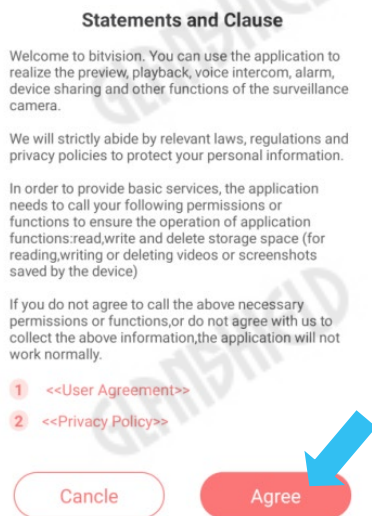 Statements and Clause
Welcome to bitvision. You can use the application to
realize the preview, playback, voice intercom, alarm,
device sharing and other functions of the surveillance
camera.
We will strictly abide by relevant laws, regulations and
privacy policies to protect your personal information.
In order to provide basic services, the application
needs to call your following permissions or
functions to ensure the operation of application
functions:read,write and delete storage space (for
reading,writing or deleting videos or screenshots
saved by the device)
If you do not agree to call the above necessary
permissions or functions,or do not agree with us to
collect the above information,the application will not
work normally.
1 <<User Agreement>>
2 <<Privacy Policy>>
Cancle Agree